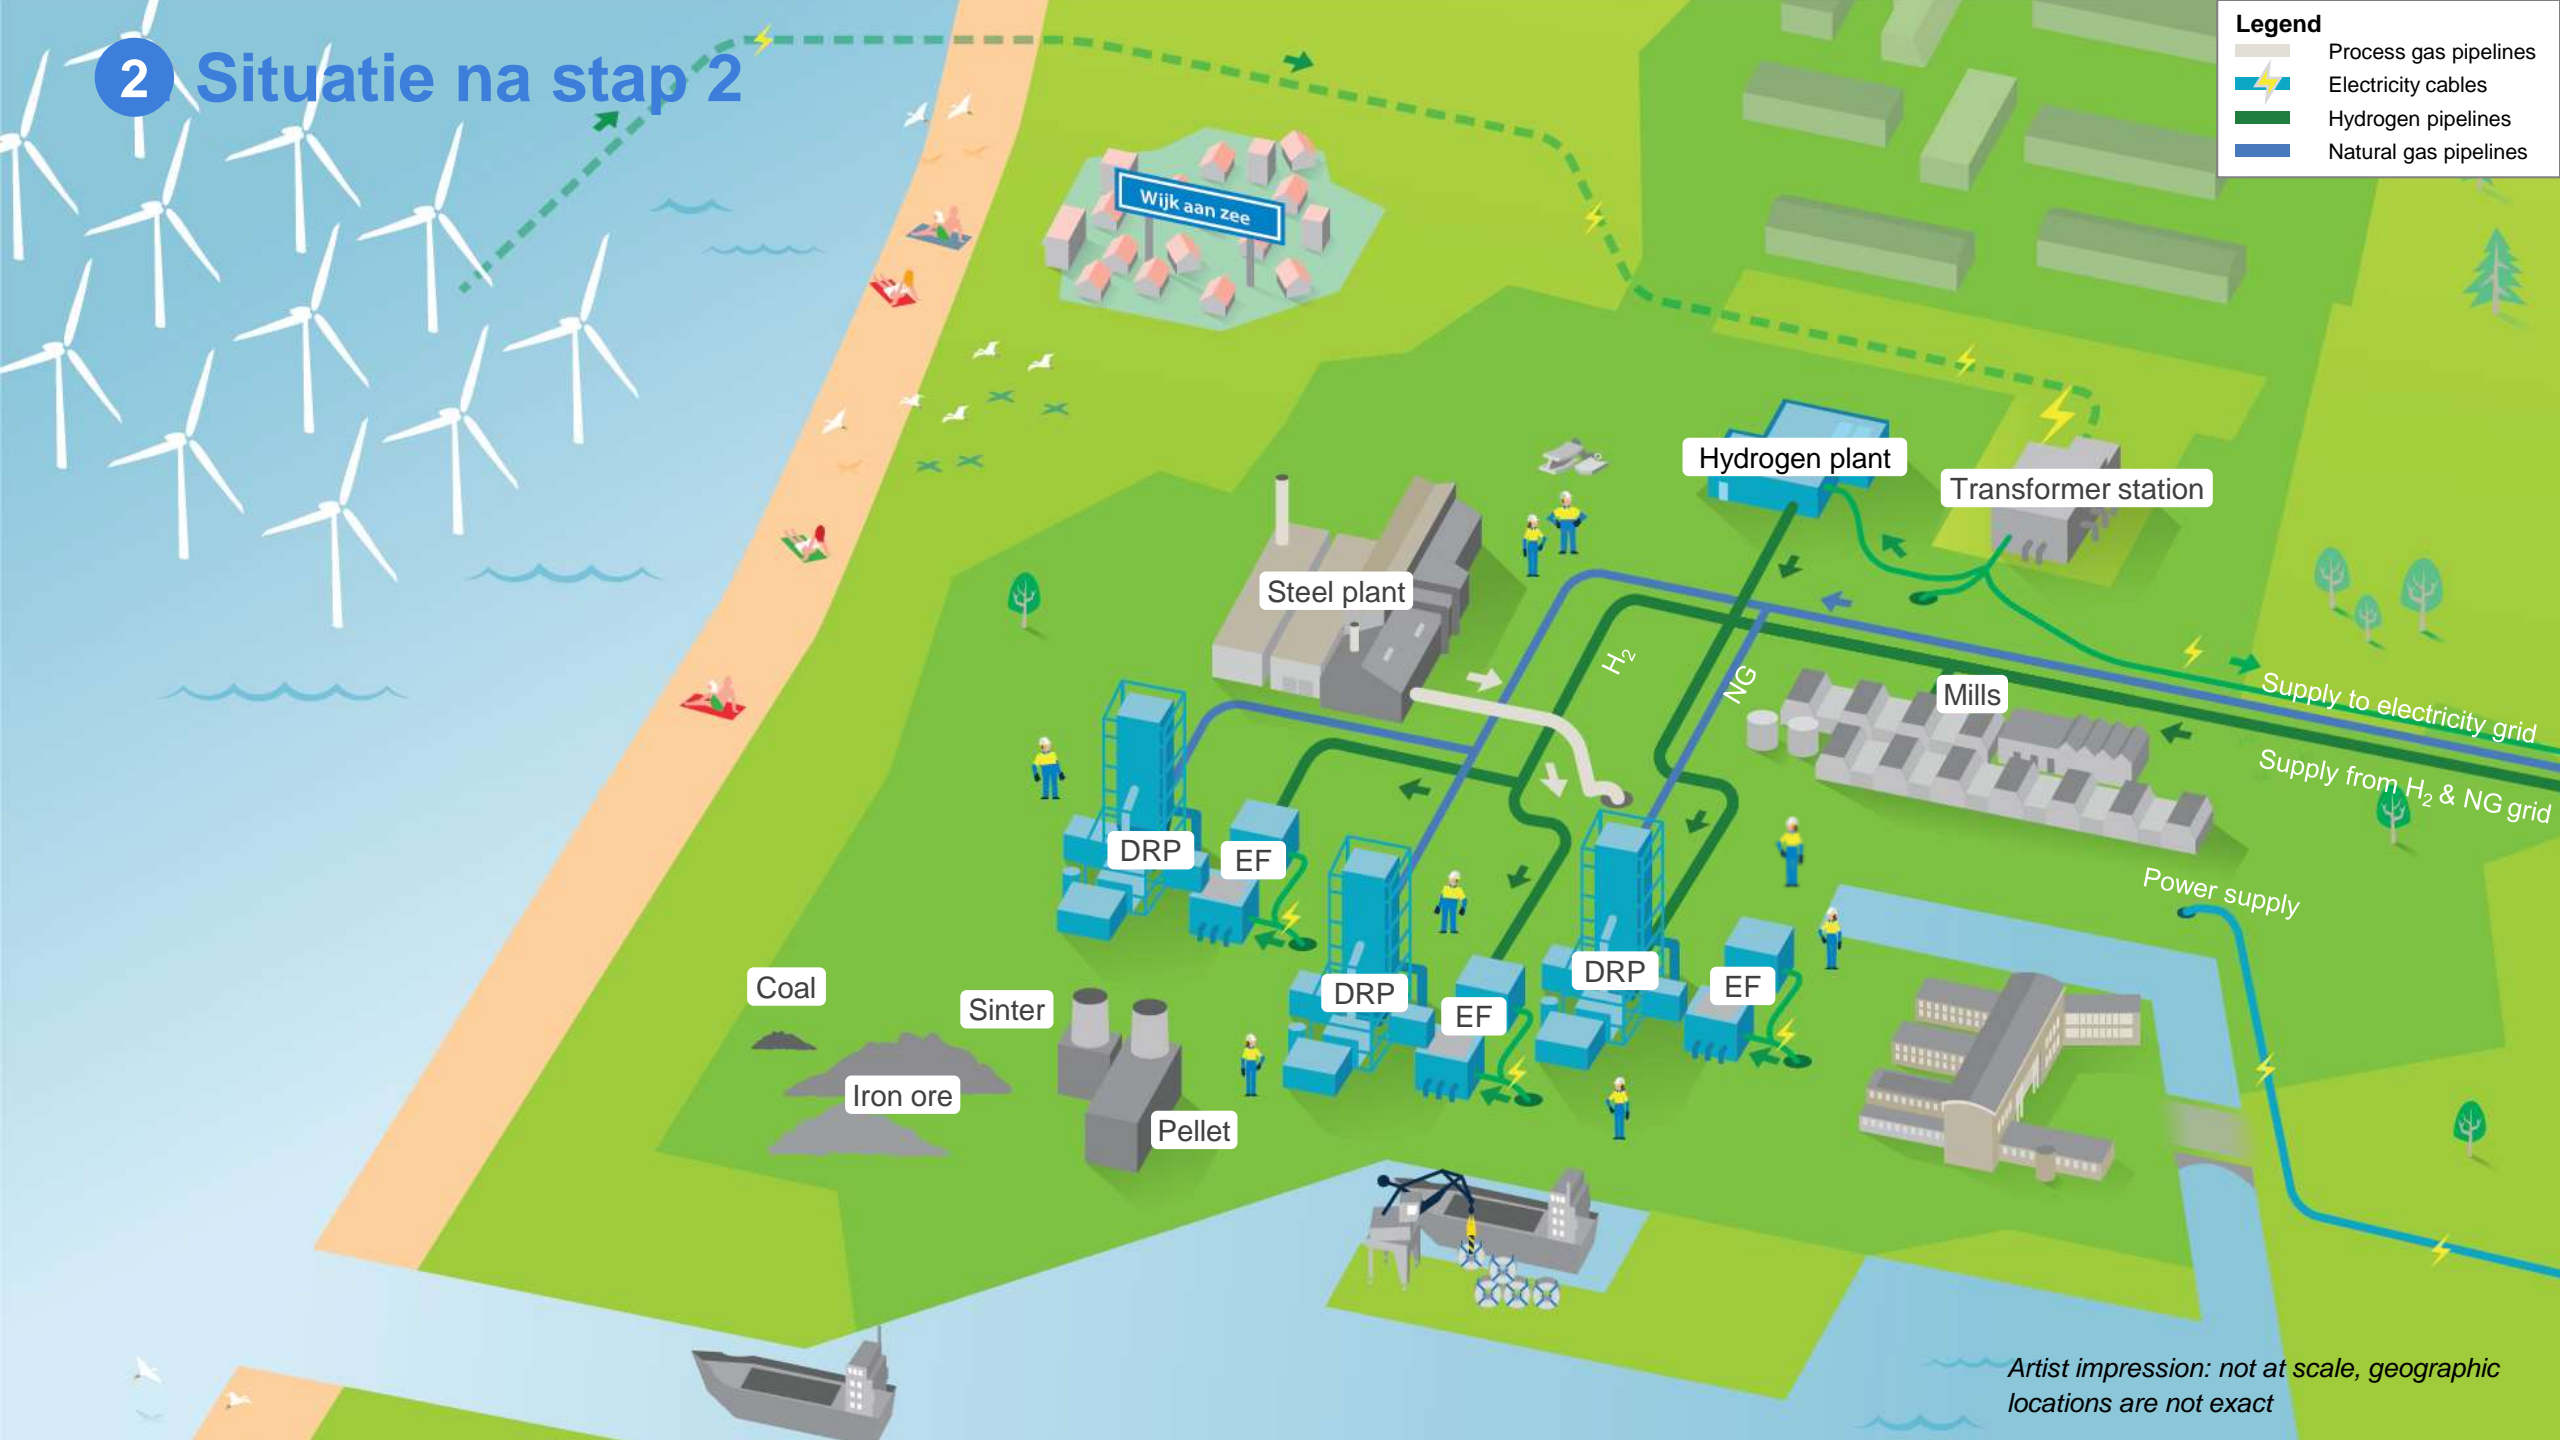 2 Situatie na stap 2
Legend
Process gas pipelines
Electricity cables
Hydrogen pipelines
Natural gas pipelines
Wijk aan zee
Hydrogen plant
Transformer station
Steel plant
H₂
NG
Mills
Supply to electricity grid
Supply from H₂ & NG grid
Power supply
DRP
EF
DRP
EF
DRP
EF
Coal
Sinter
Iron ore
Pellet
Artist impression: not at scale, geographic
locations are not exact